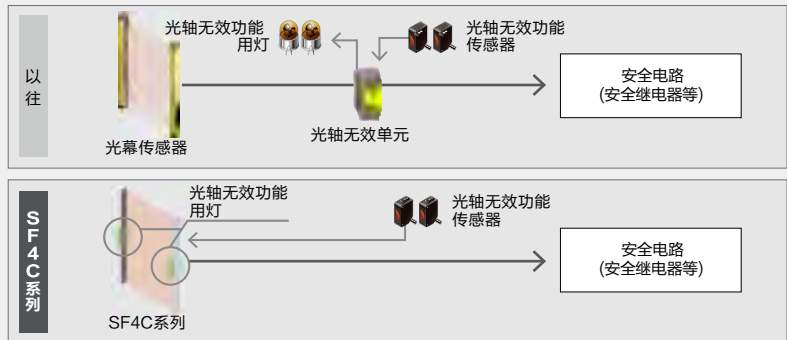 以往
光轴无效功能
用灯
光轴无效功能
传感器
安全电路
(安全继电器等)
光轴无效单元
光幕传感器
SF4C系列
光轴无效功能
用灯
光轴无效功能
传感器
安全电路
(安全继电器等)
SF4C系列